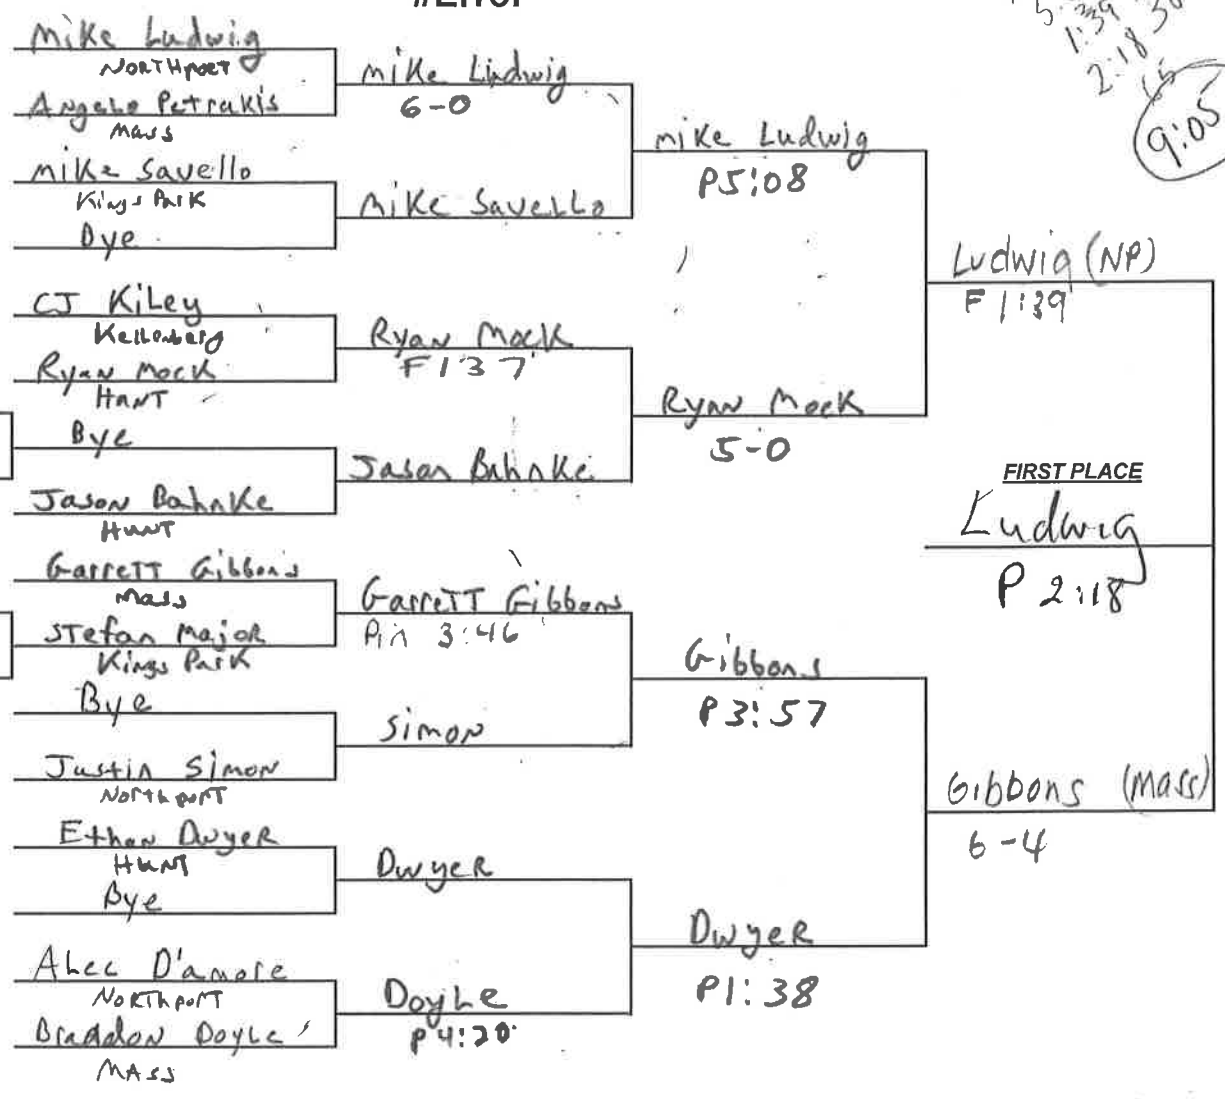 #Error
1:39
2:18
9:05
Mike Ludwig
NORTHport
Angelo Petrakis
Mass
Mike Savello
Kings Park
Bye
CJ Kiley
Kellenberg
Ryan Mock
HUNT
Bye
Jason Bahnke
HUNT
Garrett Gibbons
Mass
Stefan Major
Kings Park
Bye
Justin Simon
Northport
Ethan Dwyer
HUNT
Bye
Alec D'amore
Northport
Braddon Doyle
MAss
Mike Ludwig
6-0
Mike Savello
Ryan Mock
F 1 3 7
Jason Bahnke
Garrett Gibbons
Pin 3:46
Simon
Dwyer
Doyle
P 4:20
Mike Ludwig
P5:08
Ryan Mock
5-0
Gibbons
P 3:57
Dwyer
P1:38
Ludwig (NP)
F 1:39
Gibbons (Mass)
6-4
FIRST PLACE
Ludwig
P 2:18